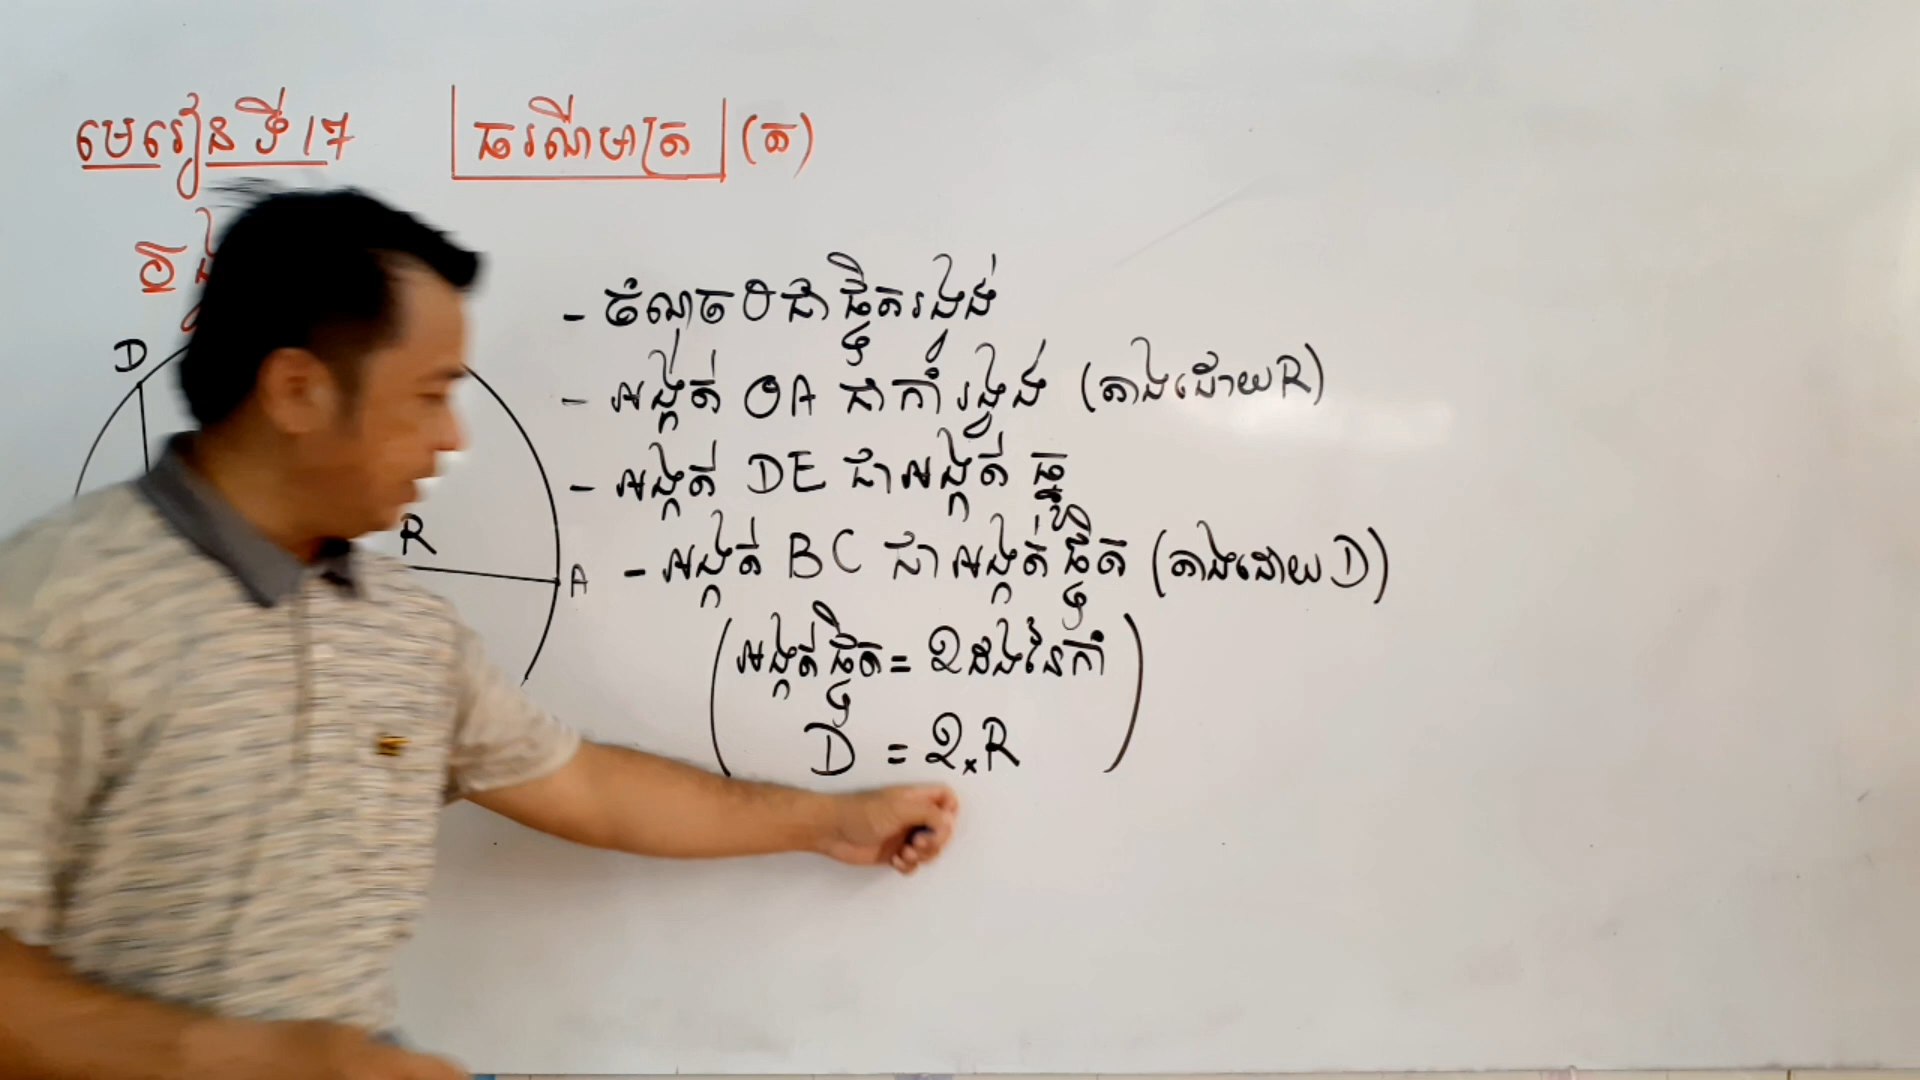 មេរៀនទី 17 ធរណីមាត្រ (ត)
- ចំណុច O ជាផ្ចិតរង្វង់
- អង្កត់ OA ជាកាំរង្វង់ (តាងដោយ R)
- អង្កត់ DE ជាអង្កត់ធ្នូ
- អង្កត់ BC ជាអង្កត់ផ្ចិត (តាងដោយ D)
(អង្កត់ផ្ចិត = 2ដងនៃកាំ
D = 2 x R)
D
R
A